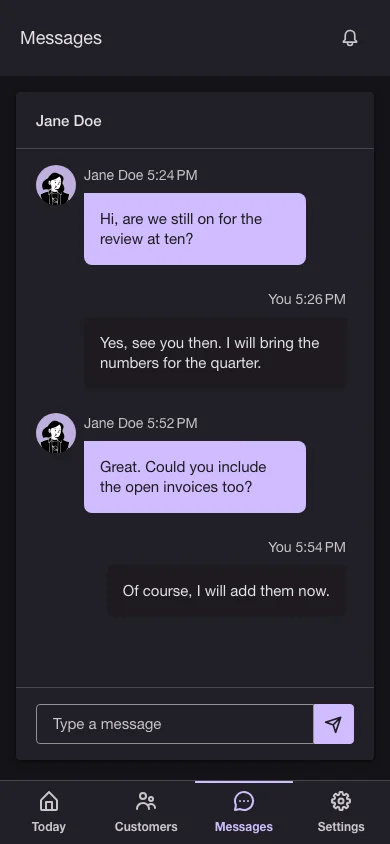 Messages
Jane Doe
Jane Doe 5:24 PM
Hi, are we still on for the
review at ten?
You 5:26 PM
Yes, see you then. I will bring the
numbers for the quarter.
Jane Doe 5:52 PM
Great. Could you include
the open invoices too?
You 5:54 PM
Of course, I will add them now.
Type a message
Today
Customers
Messages
Settings